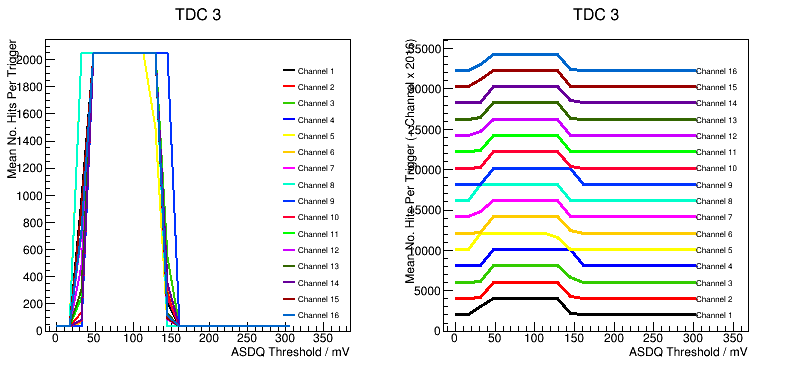 TDC 3
Mean No. Hits Per Trigger
2000
1800
1600
1400
1200
1000
800
600
400
200
0
Channel 1
Channel 2
Channel 3
Channel 4
Channel 5
Channel 6
Channel 7
Channel 8
Channel 9
Channel 10
Channel 11
Channel 12
Channel 13
Channel 14
Channel 15
Channel 16
0 50 100 150 200 250 300 350
ASDQ Threshold / mV
TDC 3
Mean No. Hits Per Trigger (+ Channel x 2016)
35000
30000
25000
20000
15000
10000
5000
0
Channel 16
Channel 15
Channel 14
Channel 13
Channel 12
Channel 11
Channel 10
Channel 9
Channel 8
Channel 7
Channel 6
Channel 5
Channel 4
Channel 3
Channel 2
Channel 1
0 50 100 150 200 250 300 350
ASDQ Threshold / mV